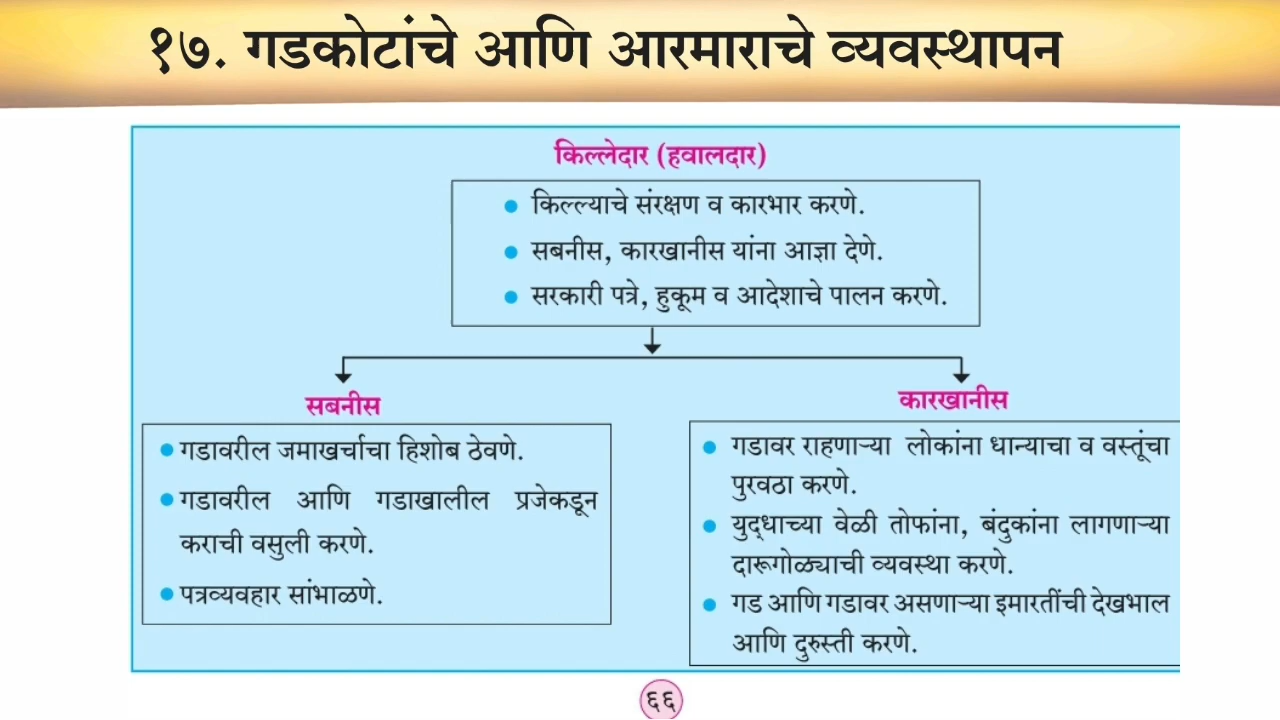 १७. गडकोटांचे आणि आरमाराचे व्यवस्थापन
किल्लेदार (हवालदार)
• किल्ल्याचे संरक्षण व कारभार करणे.
• सबनीस, कारखानीस यांना आज्ञा देणे.
• सरकारी पत्रे, हुकूम व आदेशाचे पालन करणे.
सबनीस
• गडावरील जमाखर्चाचा हिशोब ठेवणे.
• गडावरील आणि गडाखालील प्रजेकडून
कराची वसुली करणे.
• पत्रव्यवहार सांभाळणे.
कारखानीस
• गडावर राहणाऱ्या लोकांना धान्याचा व वस्तूंचा
पुरवठा करणे.
• युद्धाच्या वेळी तोफांना, बंदुकांना लागणाऱ्या
दारूगोळ्याची व्यवस्था करणे.
• गड आणि गडावर असणाऱ्या इमारतींची देखभाल
आणि दुरुस्ती करणे.
६६